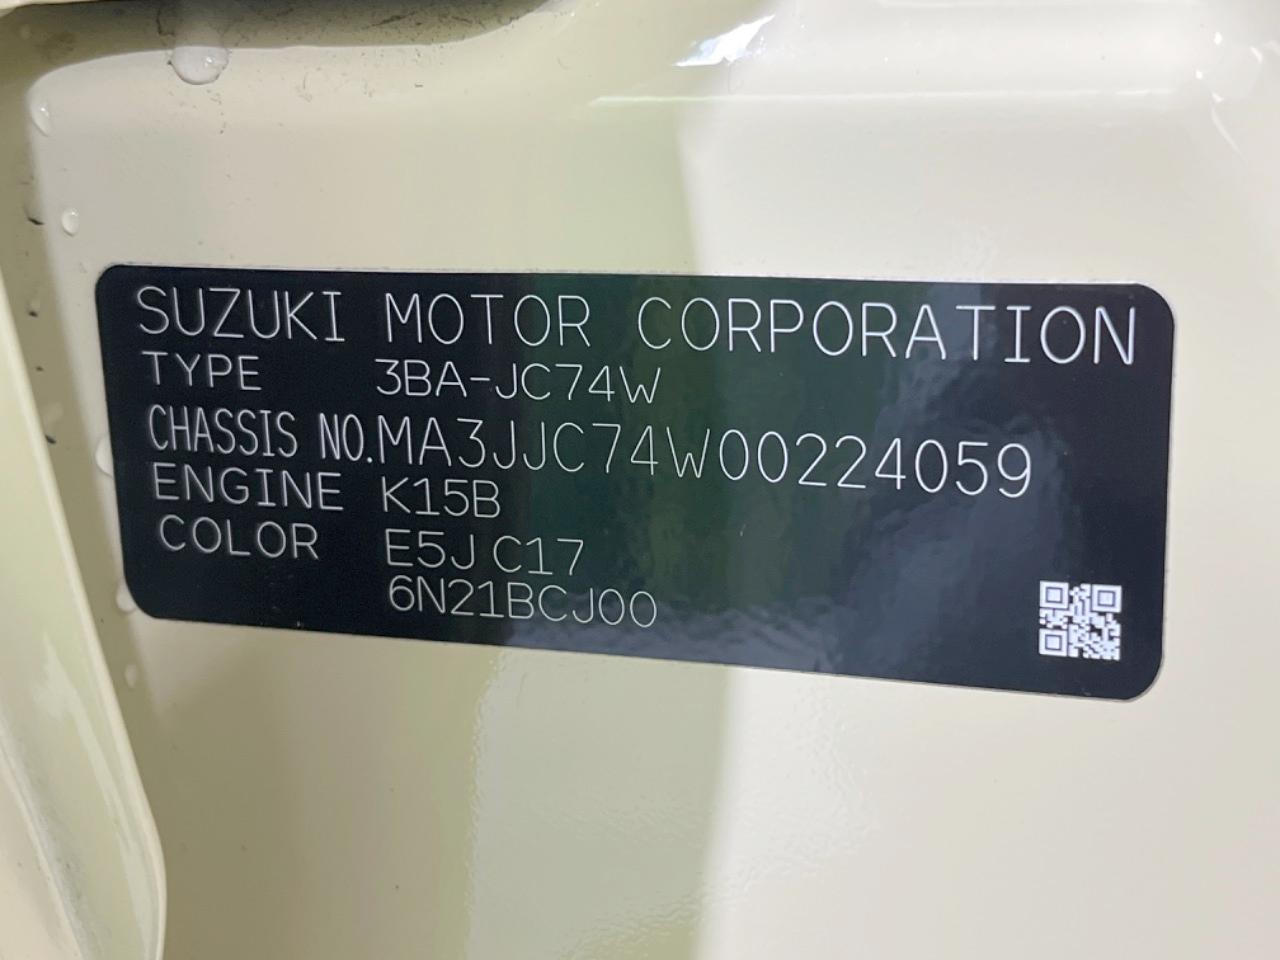 SUZUKI MOTOR CORPORATION
TYPE 3BA-JC74W
CHASSIS NO. MA3JJC74W00224059
ENGINE K15B
COLOR E5J C17
6N21BCJ00